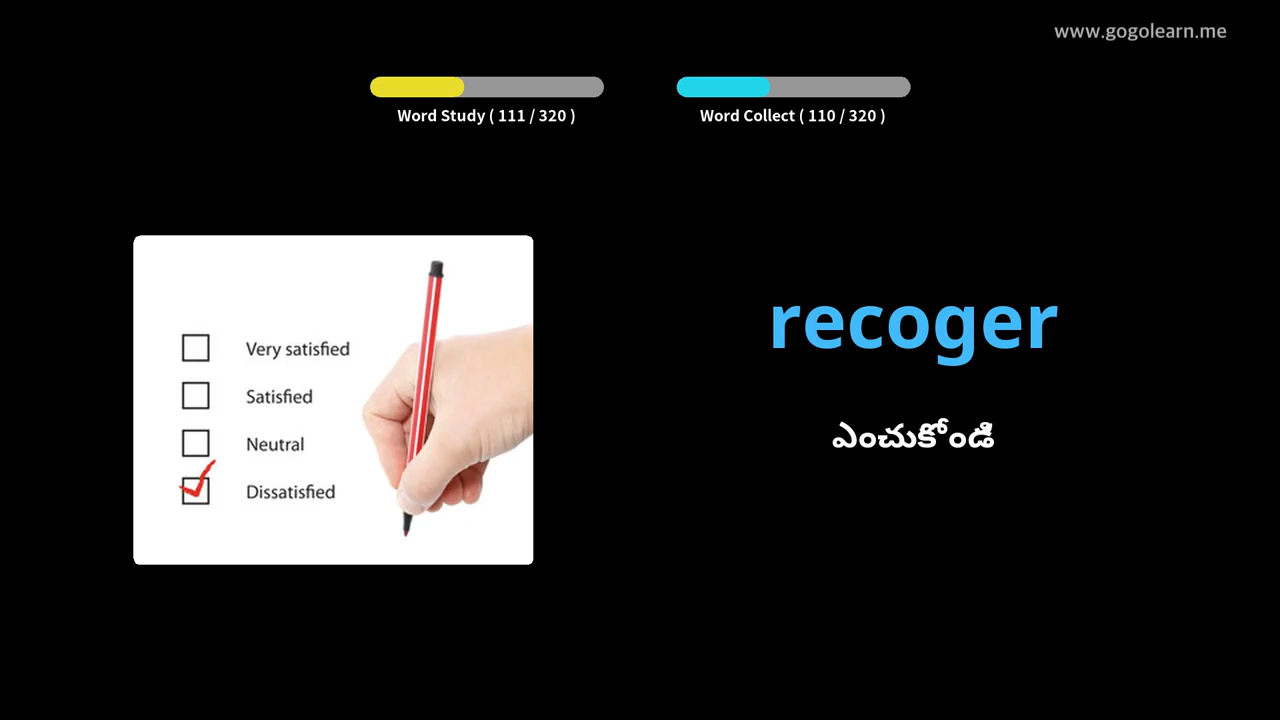 www.gogolearn.me
Word Study ( 111 / 320 )
Word Collect ( 110 / 320 )
Very satisfied
Satisfied
Neutral
Dissatisfied
recoger
ఎంచుకోండి